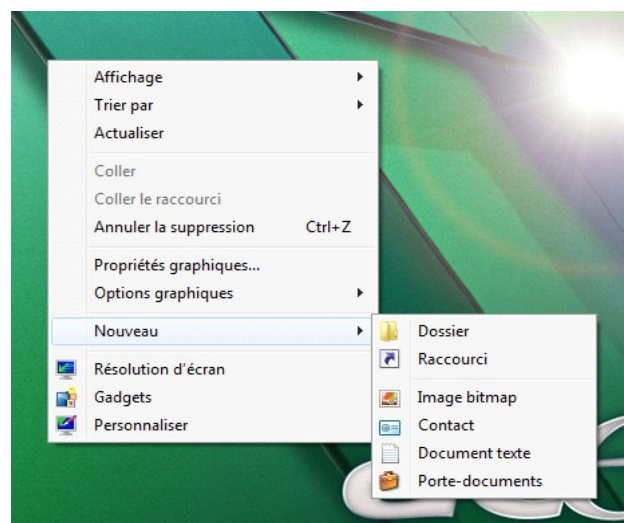 Affichage
Trier par
Actualiser
Coller
Coller le raccourci
Annuler la suppression Ctrl+Z
Propriétés graphiques...
Options graphiques
Nouveau
Résolution d'écran
Gadgets
Personnaliser
Dossier
Raccourci
Image bitmap
Contact
Document texte
Porte-documents